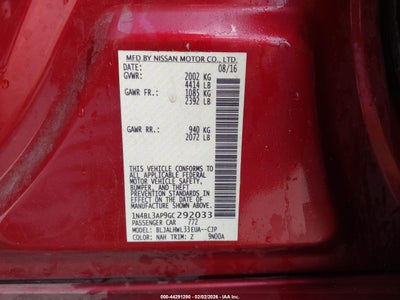 MFD BY NISSAN MOTOR CO., LTD.
DATE: 08/16
GVWR: 2002 KG
4414 LB
GAWR FR.: 1085 KG
2392 LB
GAWR RR.: 940 KG
2072 LB
THIS VEHICLE CONFORMS TO
ALL APPLICABLE FEDERAL
MOTOR VEHICLE SAFETY,
BUMPER, AND THEFT
PREVENTION STANDARDS
IN EFFECT ON THE DATE OF
MANUFACTURE SHOWN ABOVE.
1N4BL3AP9GC292033
PASSENGER CAR 772
MODEL: BLJALHWL33EUA--CJP
COLOR: NAH TRIM: Z 9N00A
000-44291290 - 02/02/2026 - Copyright IAA, Inc.